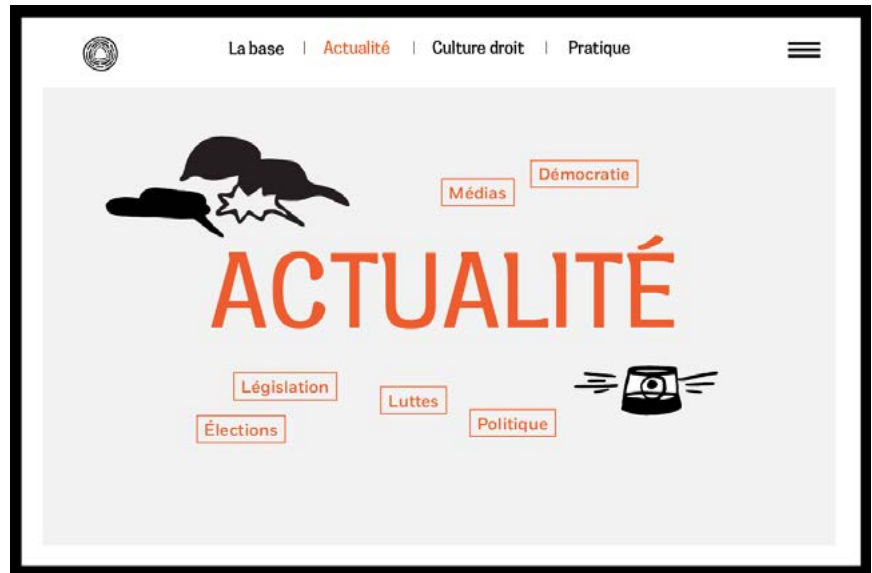 La base | Actualité | Culture droit | Pratique
Démocratie
Médias
ACTUALITÉ
Législation
Luttes
Élections
Politique